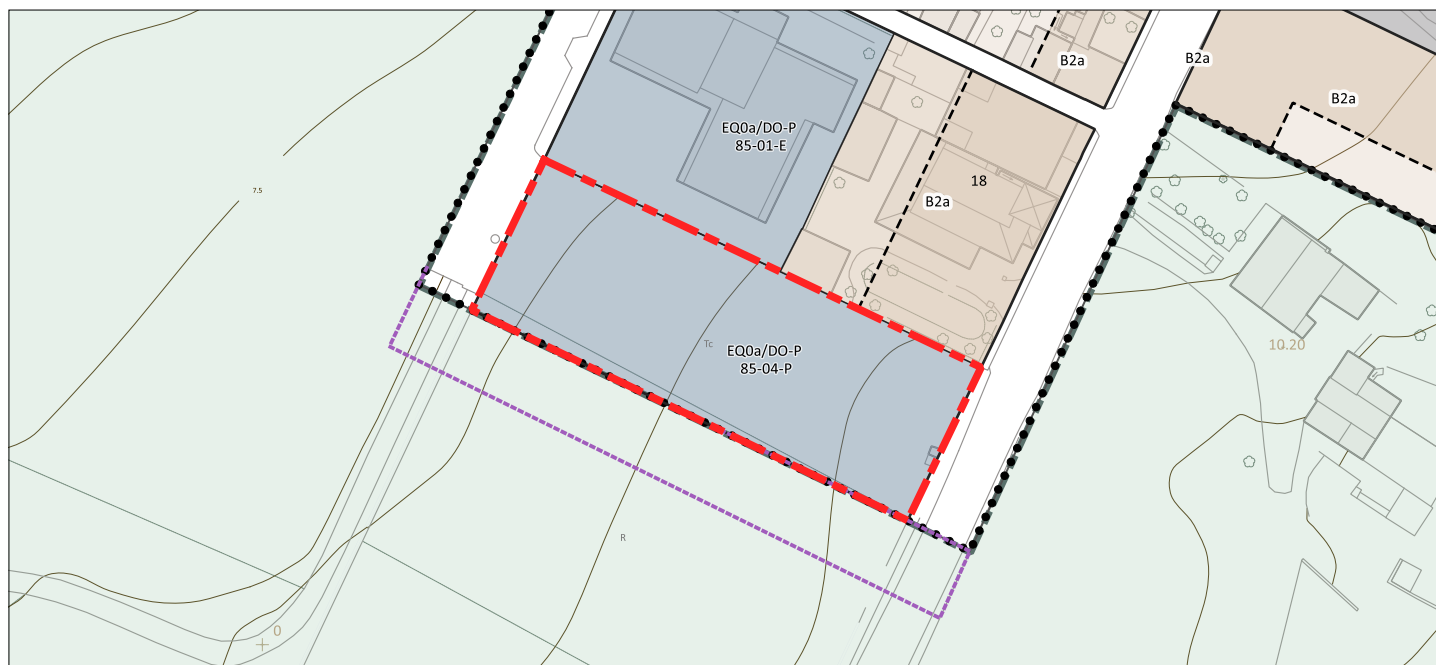 B2a
B2a
B2a
EQ0a/DO-P
85-01-E
18
7.5
B2a
10.20
Tc
EQ0a/DO-P
85-04-P
R
0